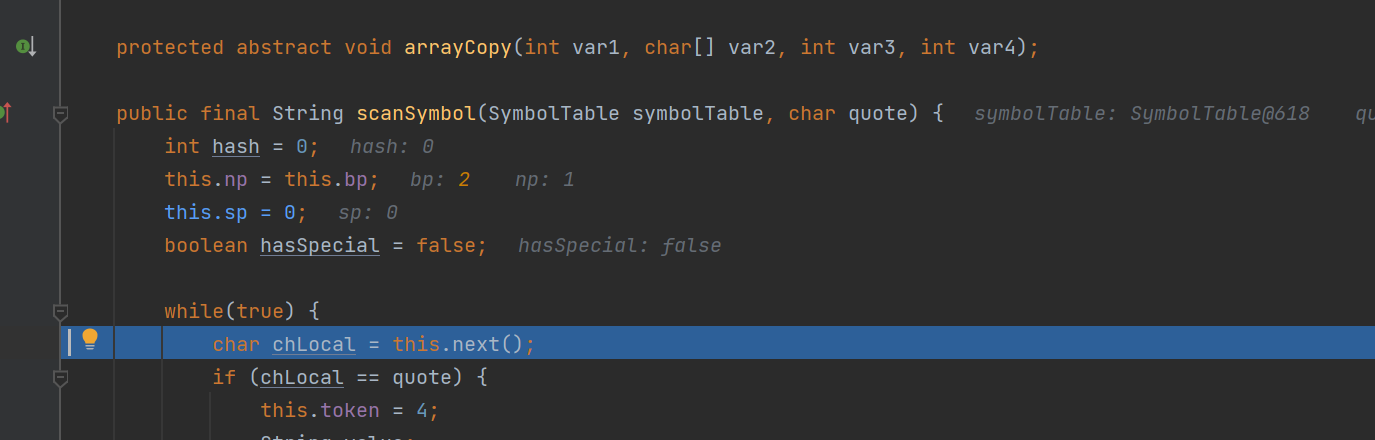 protected abstract void arrayCopy(int var1, char[] var2, int var3, int var4);
public final String scanSymbol(SymbolTable symbolTable, char quote) { symbolTable: SymbolTable@618 qu
int hash = 0; hash: 0
this.np = this.bp; bp: 2 np: 1
this.sp = 0; sp: 0
boolean hasSpecial = false; hasSpecial: false
while(true) {
char chLocal = this.next();
if (chLocal == quote) {
this.token = 4;
String value;